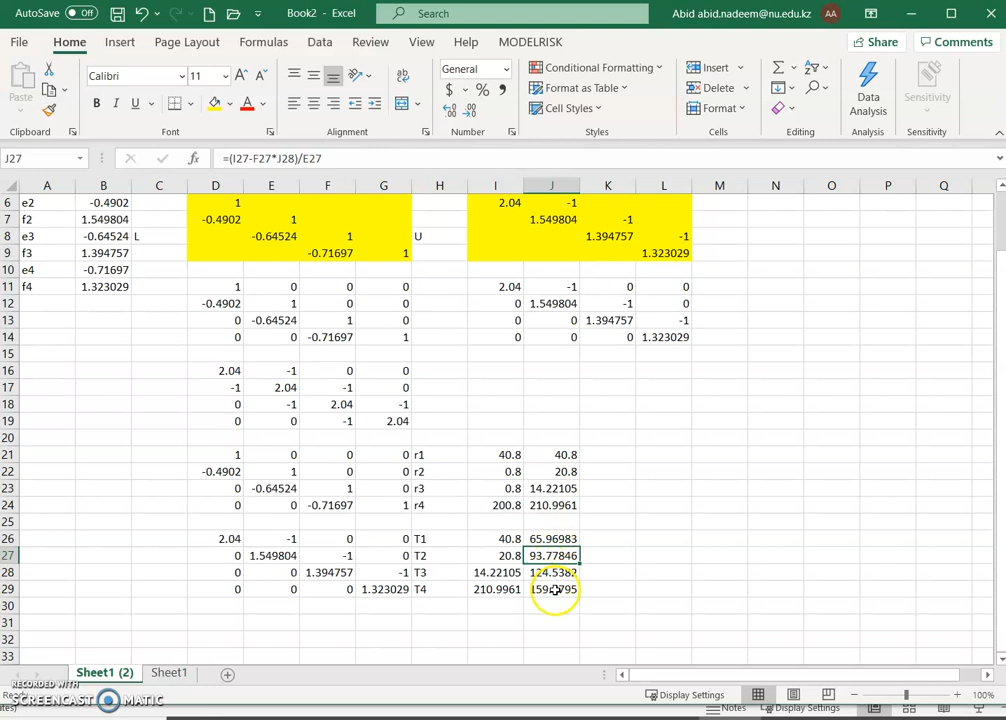 AutoSave Off Book2 - Excel Search Abid abid.nadeem@nu.edu.kz AA
File Home Insert Page Layout Formulas Data Review View Help MODELRISK Share Comments
Paste Calibri 11 General Conditional Formatting Insert
Format as Table Delete Data Analysis Sensitivity
B I U Cell Styles Format
Clipboard Font Alignment Number Styles Cells Editing Analysis Sensitivity
J27 fx =(I27-F27*J28)/E27
A B C D E F G H I J K L M N O P Q
6 e2 -0.4902 1 2.04 -1
7 f2 1.549804 -0.4902 1 1.549804 -1
8 e3 -0.64524 L -0.64524 1 U 1.394757 -1
9 f3 1.394757 -0.71697 1 1.323029
10 e4 -0.71697
11 f4 1.323029 1 0 0 0 2.04 -1 0 0
12 -0.4902 1 0 0 0 1.549804 -1 0
13 0 -0.64524 1 0 0 0 1.394757 -1
14 0 0 -0.71697 1 0 0 0 1.323029
15
16 2.04 -1 0 0
17 -1 2.04 -1 0
18 0 -1 2.04 -1
19 0 0 -1 2.04
20
21 1 0 0 0 r1 40.8 40.8
22 -0.4902 1 0 0 r2 0.8 20.8
23 0 -0.64524 1 0 r3 0.8 14.22105
24 0 0 -0.71697 1 r4 200.8 210.9961
25
26 2.04 -1 0 0 T1 40.8 65.96983
27 0 1.549804 -1 0 T2 20.8 93.77846
28 0 0 1.394757 -1 T3 14.22105 124.5382
29 0 0 0 1.323029 T4 210.9961
30
31
32
33
Sheet1 (2) Sheet1
RECORDED WITH
SCREENCAST MATIC
Display Settings 100%
Notes Display Settings